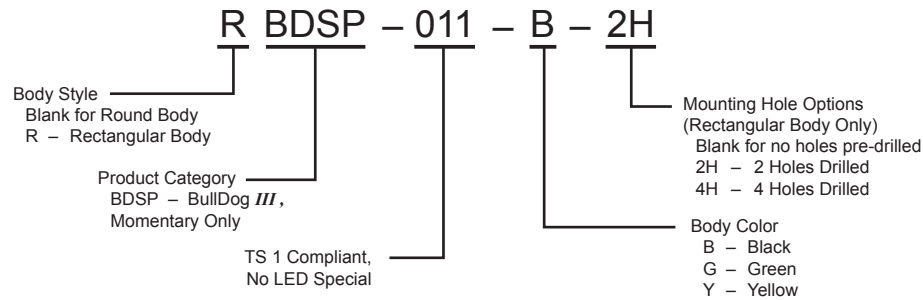 R BDSP – 011 – B – 2H
Body Style
Blank for Round Body
R – Rectangular Body
Product Category
BDSP – BullDog III ,
Momentary Only
TS 1 Compliant,
No LED Special
Mounting Hole Options
(Rectangular Body Only)
Blank for no holes pre-drilled
2H – 2 Holes Drilled
4H – 4 Holes Drilled
Body Color
B – Black
G – Green
Y – Yellow